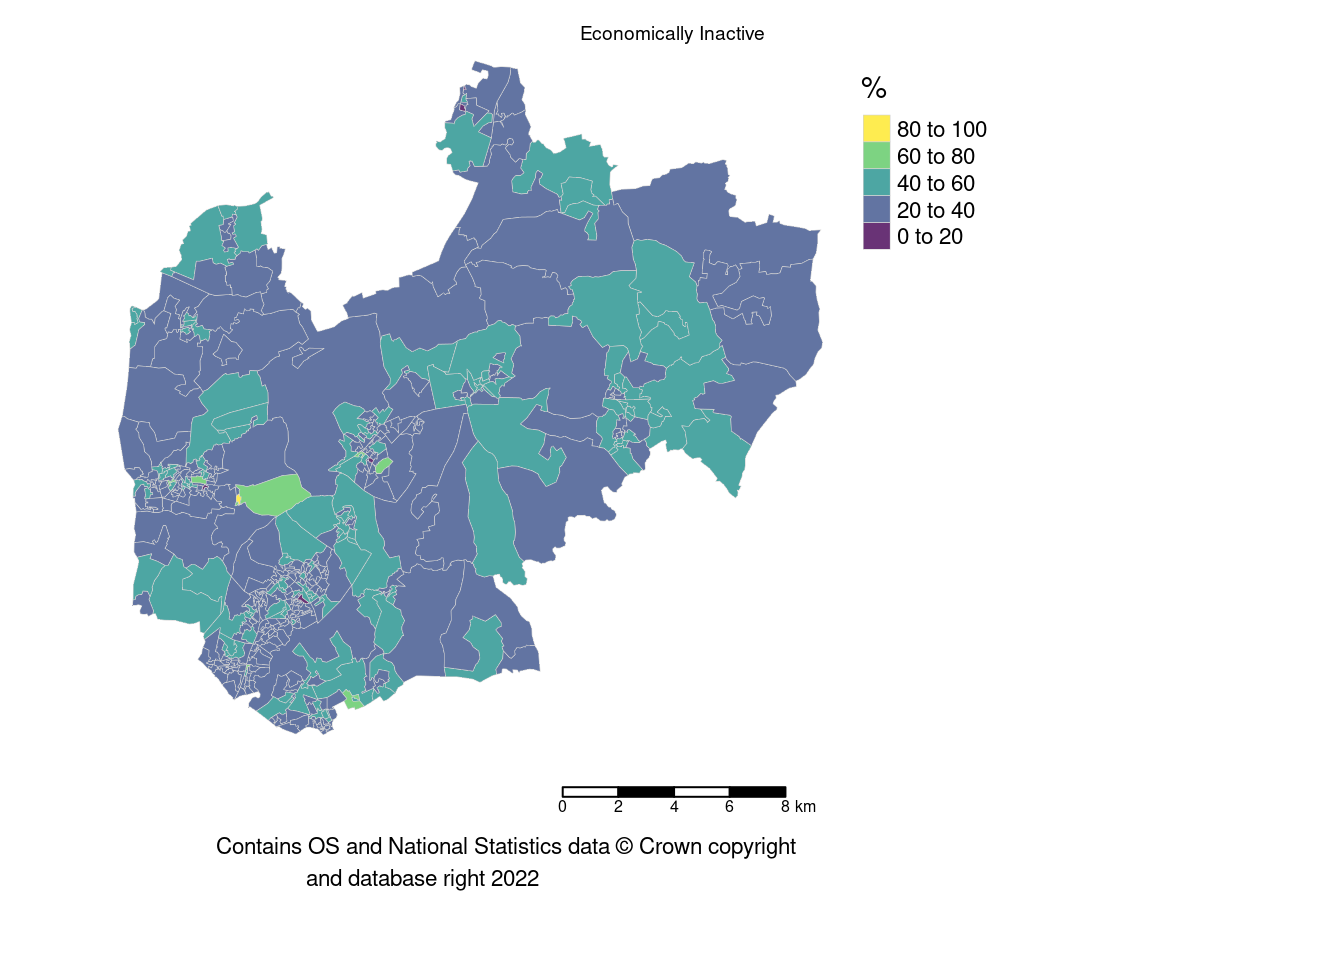 Economically Inactive
%
80 to 100
60 to 80
40 to 60
20 to 40
0 to 20
0 2 4 6 8 km
Contains OS and National Statistics data © Crown copyright
and database right 2022